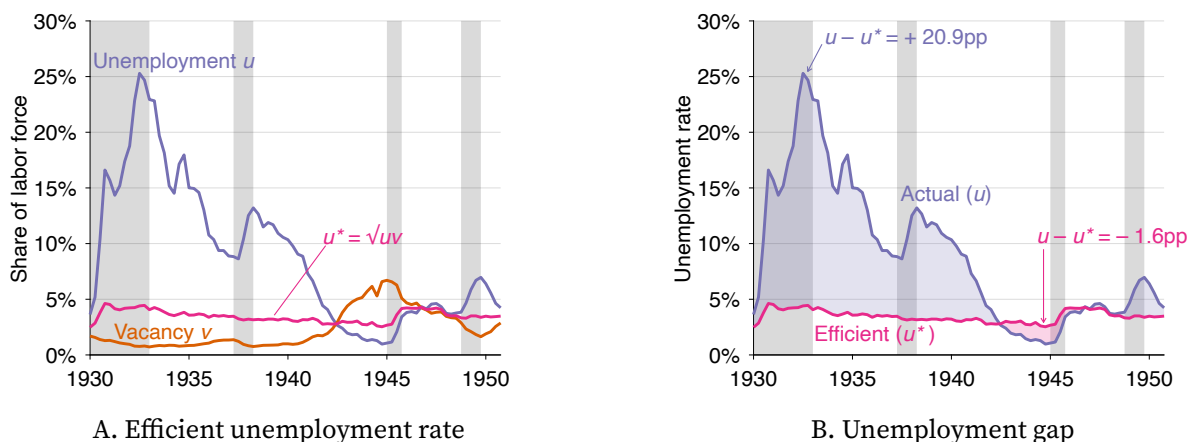 30%
25%
20%
15%
10%
5%
0%
Share of labor force
Unemployment u
u* = √uv
Vacancy v
1930 1935 1940 1945 1950
A. Efficient unemployment rate
30%
25%
20%
15%
10%
5%
0%
Unemployment rate
u – u* = + 20.9pp
Actual (u)
u – u* = – 1.6pp
Efficient (u*)
1930 1935 1940 1945 1950
B. Unemployment gap